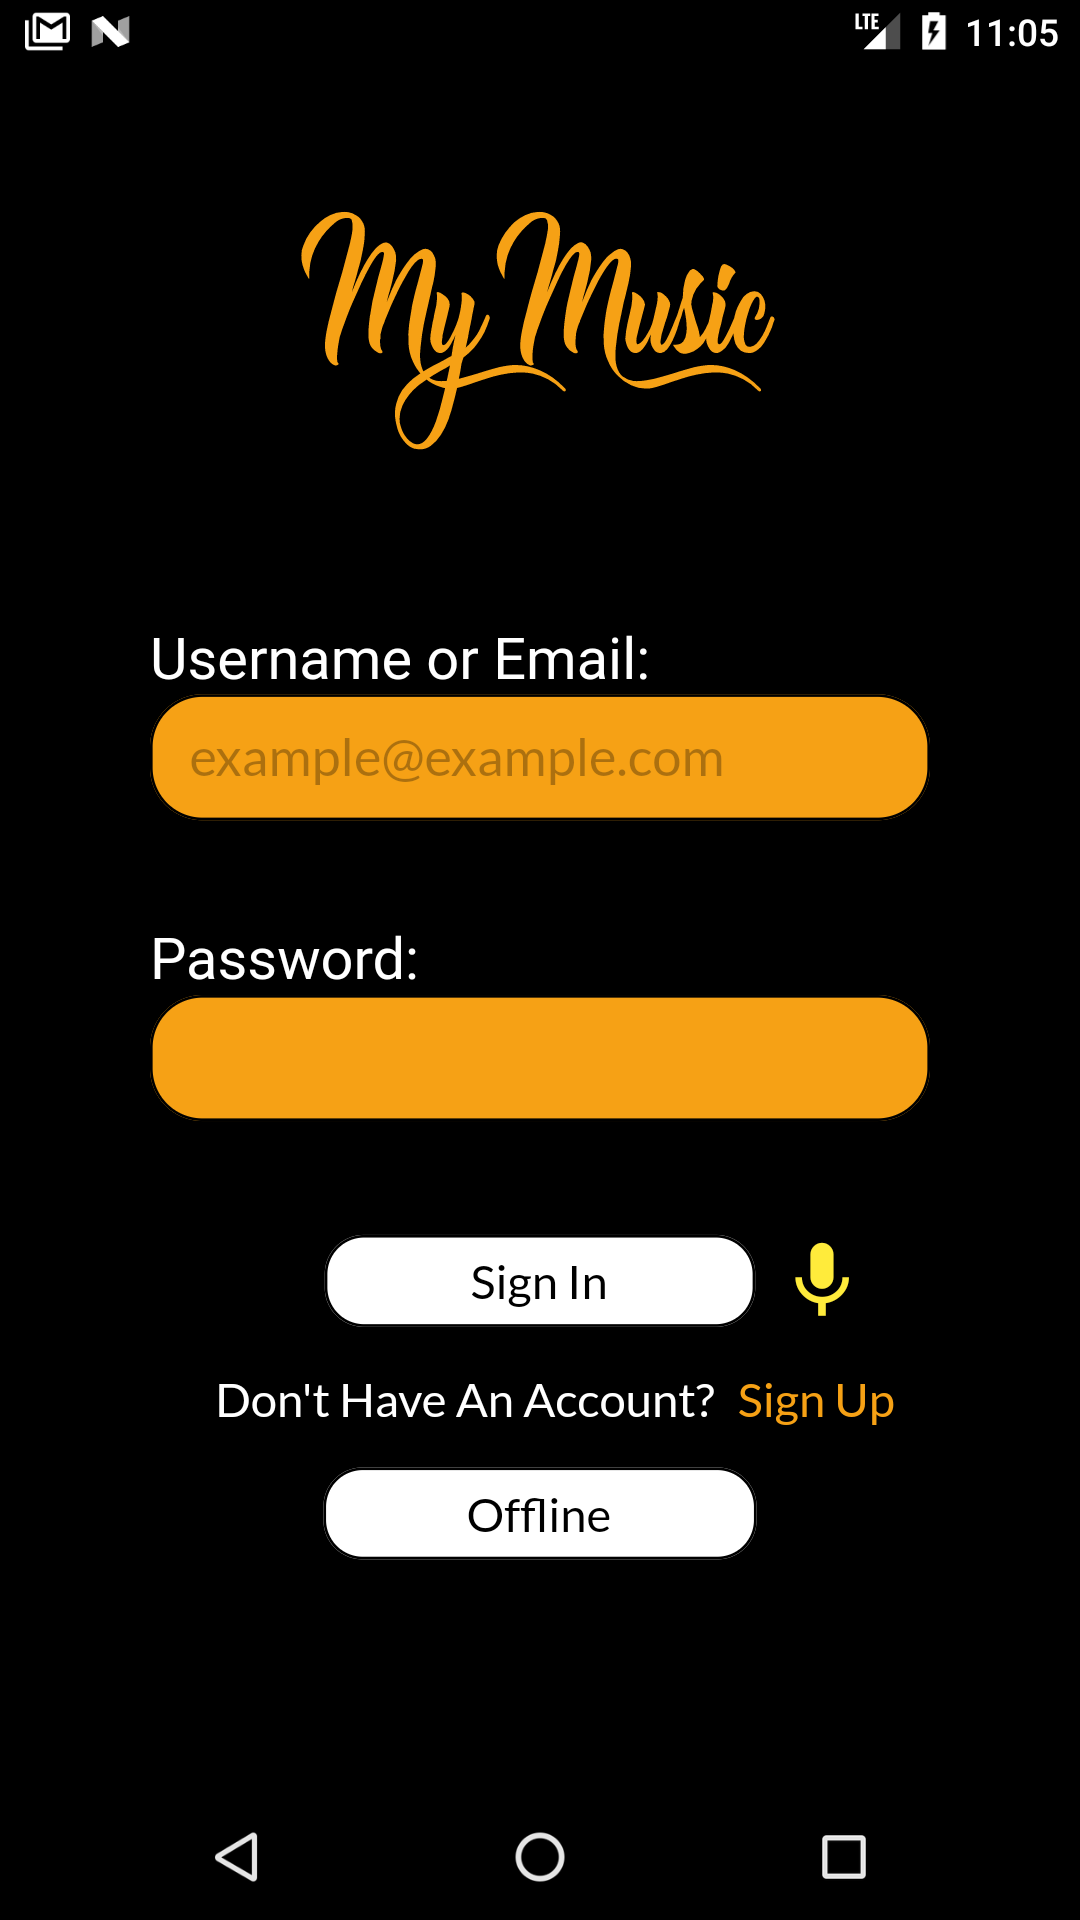 LTE 11:05
My Music
Username or Email:
example@example.com
Password:
Sign In
Don't Have An Account? Sign Up
Offline